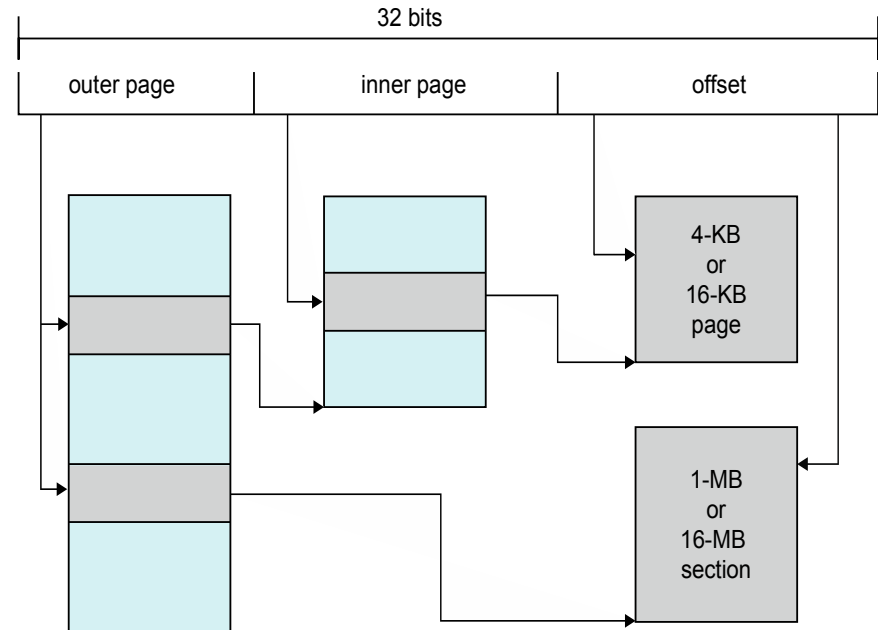 32 bits
outer page
inner page
offset
4-KB
or
16-KB
page
1-MB
or
16-MB
section